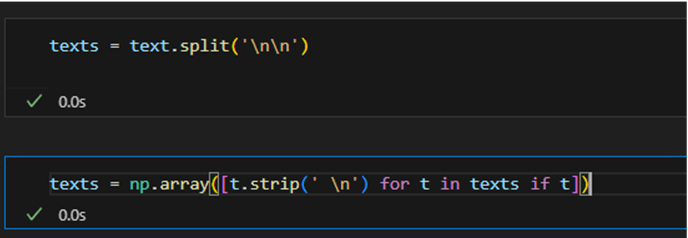 texts = text.split('\n\n')
✓ 0.0s
texts = np.array([t.strip(' \n') for t in texts if t])
✓ 0.0s